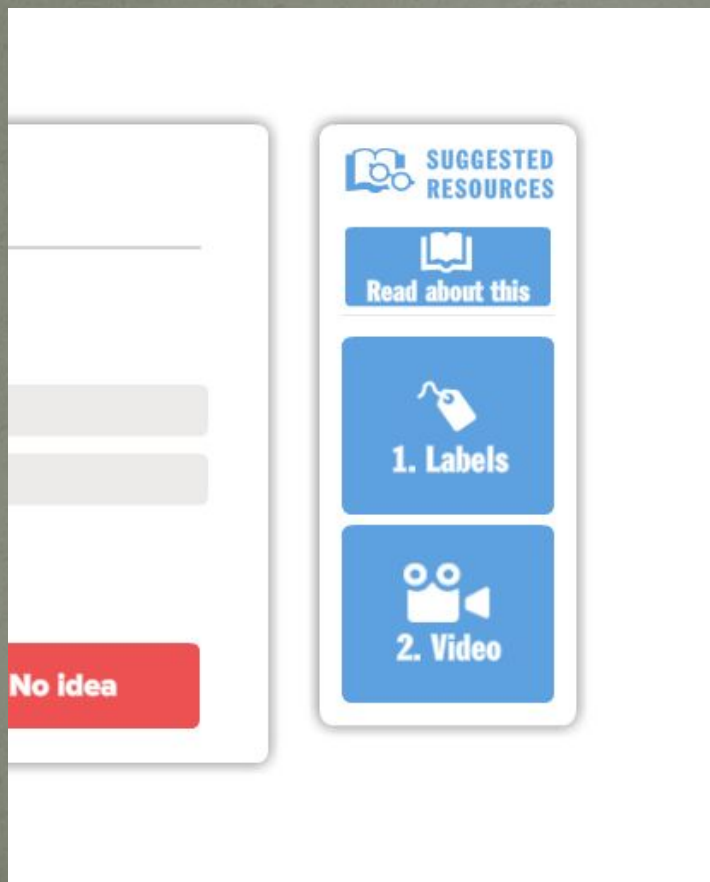 SUGGESTED
RESOURCES
Read about this
1. Labels
2. Video
No idea